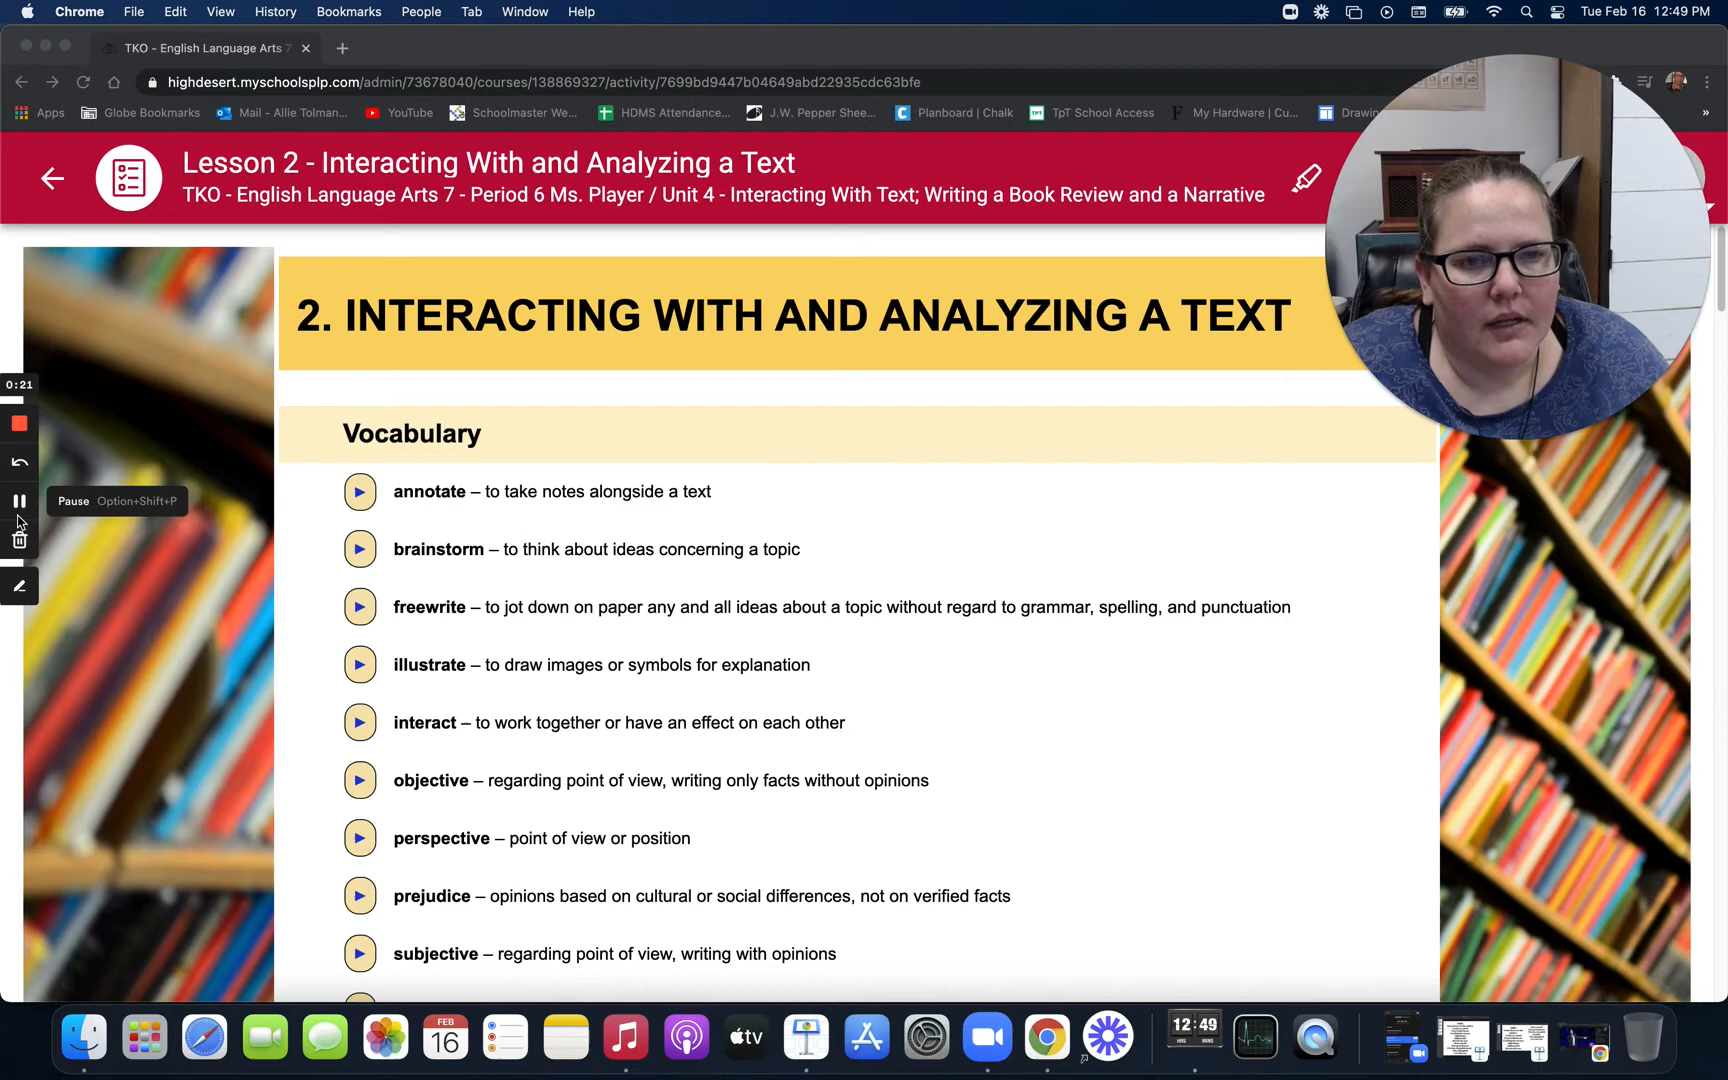 Chrome File Edit View History Bookmarks People Tab Window Help Tue Feb 16 12:49 PM
TKO - English Language Arts 7
highdesert.myschoolsplp.com/admin/73678040/courses/138869327/activity/7699bd9447b04649abd22935cdc63bfe
Apps Globe Bookmarks Mail - Allie Tolman... YouTube Schoolmaster We... HDMS Attendance... J.W. Pepper Shee... Planboard | Chalk TpT School Access My Hardware | Cu... Drawin
Lesson 2 - Interacting With and Analyzing a Text
TKO - English Language Arts 7 - Period 6 Ms. Player / Unit 4 - Interacting With Text; Writing a Book Review and a Narrative
2. INTERACTING WITH AND ANALYZING A TEXT
0:21
Vocabulary
annotate – to take notes alongside a text
Pause Option+Shift+P
brainstorm – to think about ideas concerning a topic
freewrite – to jot down on paper any and all ideas about a topic without regard to grammar, spelling, and punctuation
illustrate – to draw images or symbols for explanation
interact – to work together or have an effect on each other
objective – regarding point of view, writing only facts without opinions
perspective – point of view or position
prejudice – opinions based on cultural or social differences, not on verified facts
subjective – regarding point of view, writing with opinions
FEB
16
tv
12:49
HRS MINS